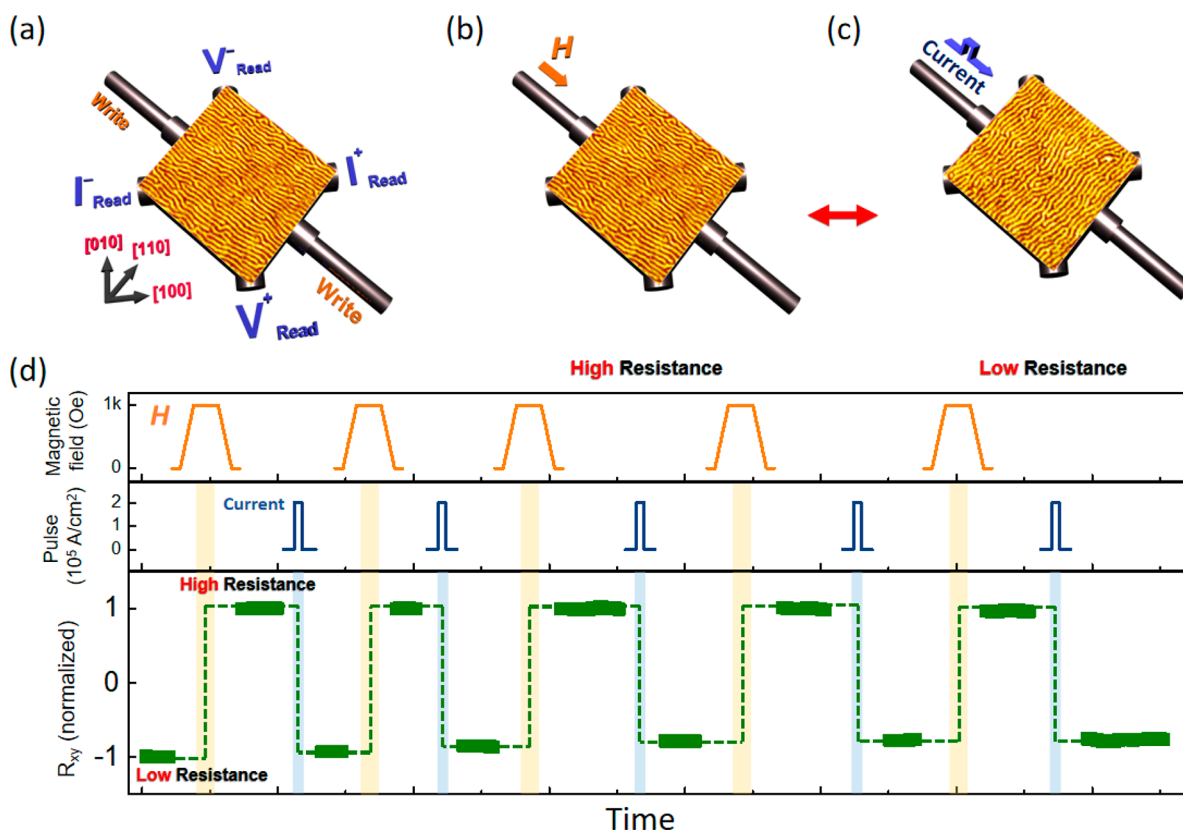 (a)
V⁻ Read
Write
I⁻ Read
I⁺ Read
[010]
[110]
[100]
V⁺ Read
Write
(b)
H
(c)
Current
High Resistance
Low Resistance
(d)
Magnetic
field (Oe)
1k
0
H
Pulse
(10⁵ A/cm²)
2
1
0
Current
Rxy (normalized)
1
0
-1
High Resistance
Low Resistance
Time